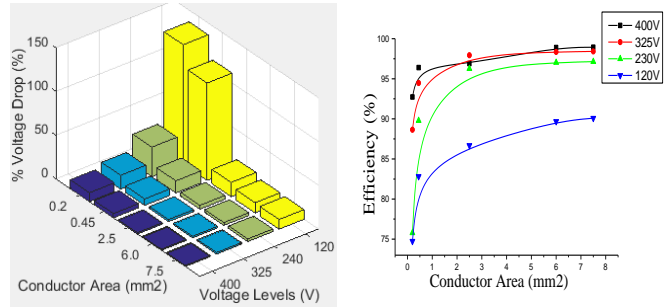 % Voltage Drop (%)
150
100
50
0
0.2
0.45
2.5
6.0
7.5
Conductor Area (mm2)
400
325
240
120
Voltage Levels (V)
Efficiency (%)
100
95
90
85
80
75
0 1 2 3 4 5 6 7 8
Conductor Area (mm2)
400V
325V
230V
120V